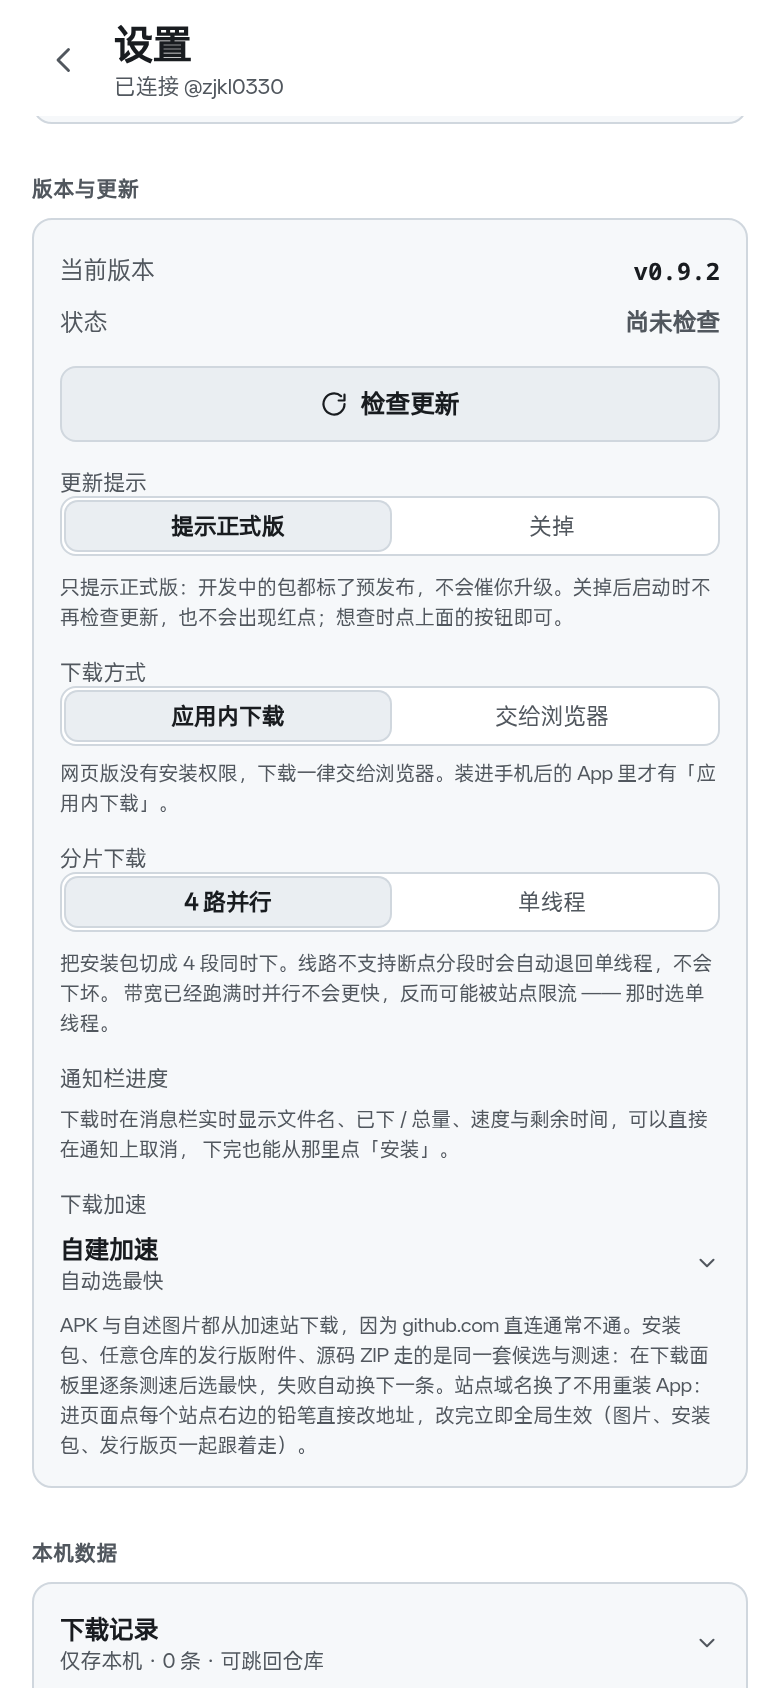 设置
已连接 @zjkl0330
版本与更新
当前版本 v0.9.2
状态 尚未检查
检查更新
更新提示
提示正式版 关掉
只提示正式版：开发中的包都标了预发布，不会催你升级。关掉后启动时不
再检查更新，也不会出现红点；想查时点上面的按钮即可。
下载方式
应用内下载 交给浏览器
网页版没有安装权限，下载一律交给浏览器。装进手机后的 App 里才有「应
用内下载」。
分片下载
4 路并行 单线程
把安装包切成 4 段同时下。线路不支持断点分段时会自动退回单线程，不会
下坏。 带宽已经跑满时并行不会更快，反而可能被站点限流 —— 那时选单
线程。
通知栏进度
下载时在消息栏实时显示文件名、已下 / 总量、速度与剩余时间，可以直接
在通知上取消， 下完也能从那里点「安装」。
下载加速
自建加速
自动选最快
APK 与自述图片都从加速站下载，因为 github.com 直连通常不通。安装
包、任意仓库的发行版附件、源码 ZIP 走的是同一套候选与测速：在下载面
板里逐条测速后选最快，失败自动换下一条。站点域名换了不用重装 App：
进页面点每个站点右边的铅笔直接改地址，改完立即全局生效（图片、安装
包、发行版页一起跟着走）。
本机数据
下载记录
仅存本机 · 0 条 · 可跳回仓库